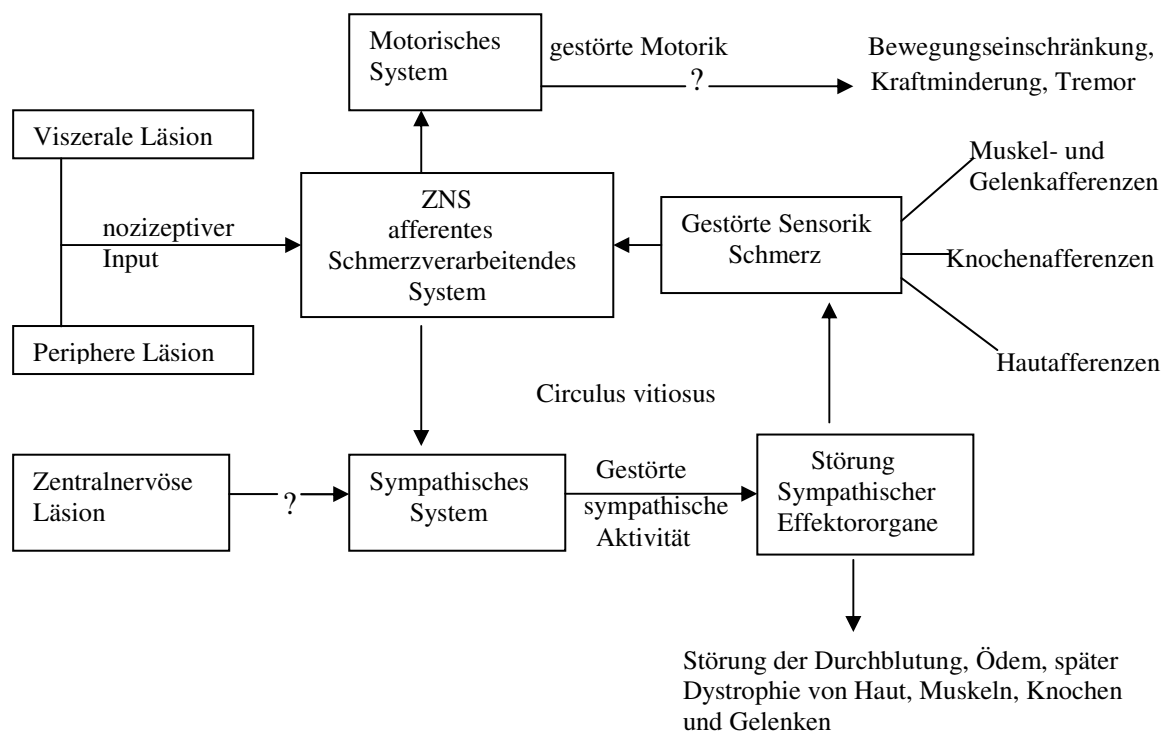 Motorisches
System
gestörte Motorik
?
Bewegungseinschränkung,
Kraftminderung, Tremor
Viszerale Läsion
nozizeptiver
Input
Periphere Läsion
ZNS
afferentes
Schmerzverarbeitendes
System
Gestörte Sensorik
Schmerz
Muskel- und
Gelenkafferenzen
Knochenafferenzen
Hautafferenzen
Circulus vitiosus
Zentralnervöse
Läsion
?
Sympathisches
System
Gestörte
sympathische
Aktivität
Störung
Sympathischer
Effektororgane
Störung der Durchblutung, Ödem, später
Dystrophie von Haut, Muskeln, Knochen
und Gelenken